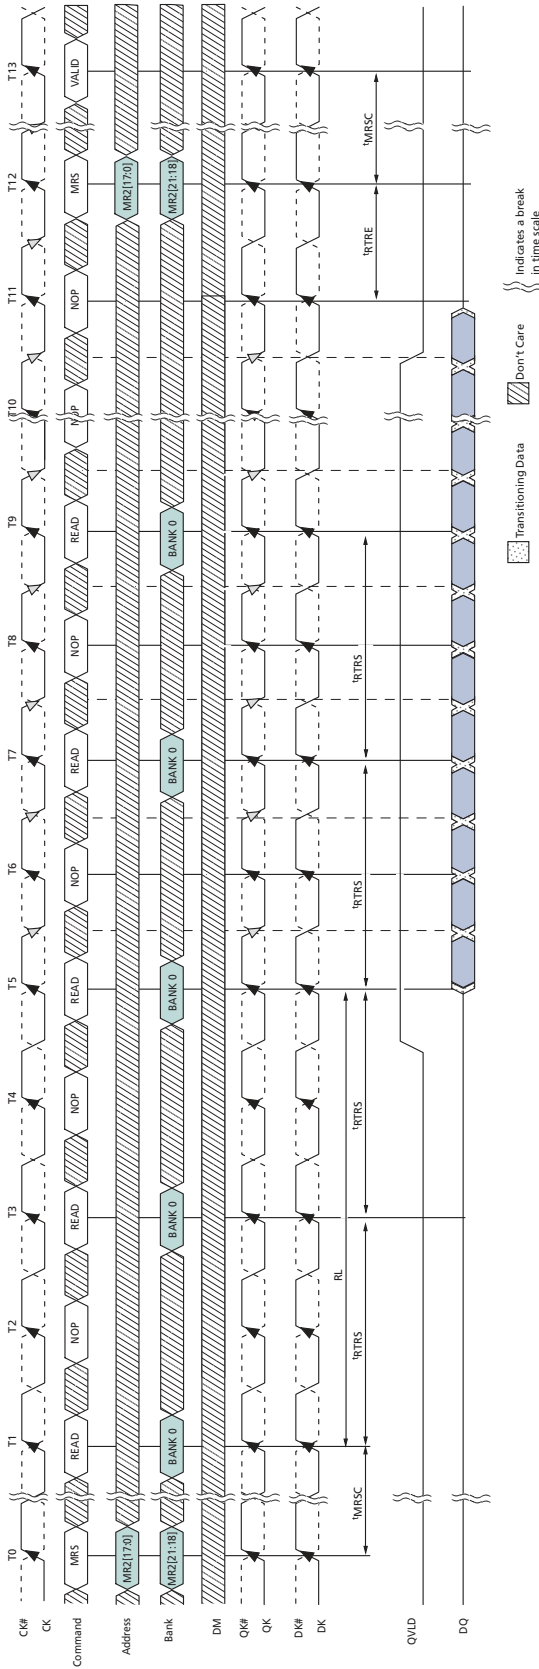 T0 T1 T2 T3 T4 T5 T6 T7 T8 T9 T10 T11 T12 T13
CK#
CK
Command MRS READ NOP READ NOP READ NOP READ NOP READ NOP NOP MRS VALID
Address MR2[17:0] MR2[17:0]
Bank MR2[21:18] BANK 0 BANK 0 BANK 0 BANK 0 BANK 0 MR2[21:18]
DM
QK#
QK
DK#
DK
RL
tMRSC tRTRS tRTRS tRTRS tRTRS tRTRE tMRSC
QVLD
DQ
Transitioning Data Don't Care Indicates a break
in time scale